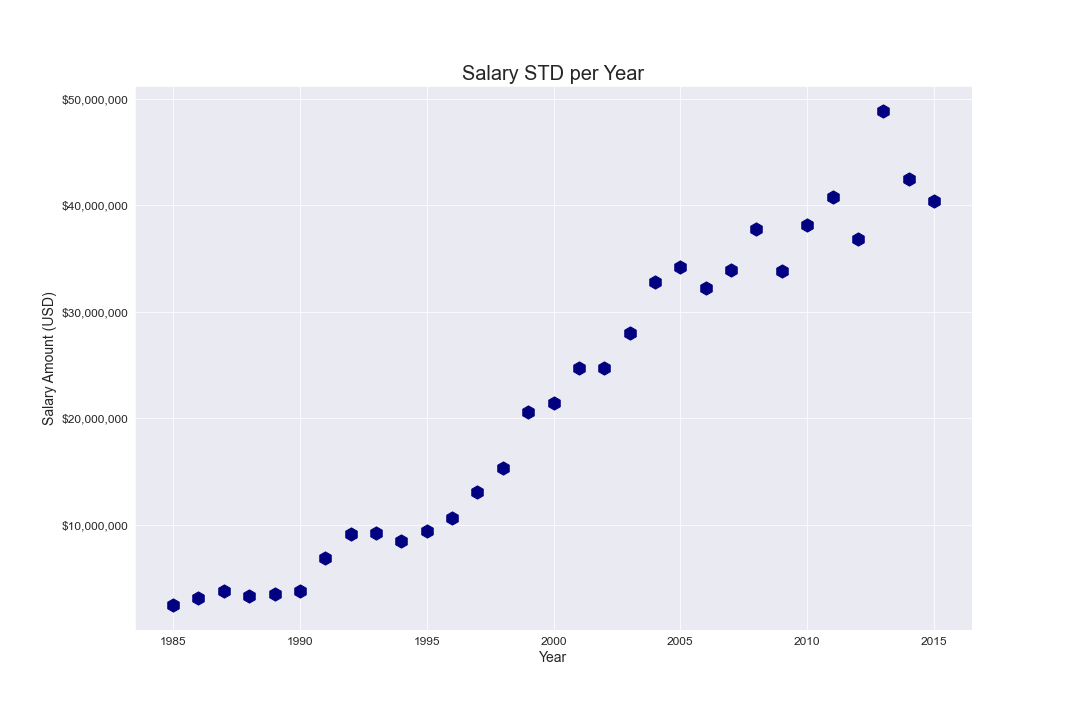 Salary STD per Year
$50,000,000
$40,000,000
$30,000,000
$20,000,000
$10,000,000
Salary Amount (USD)
1985 1990 1995 2000 2005 2010 2015
Year